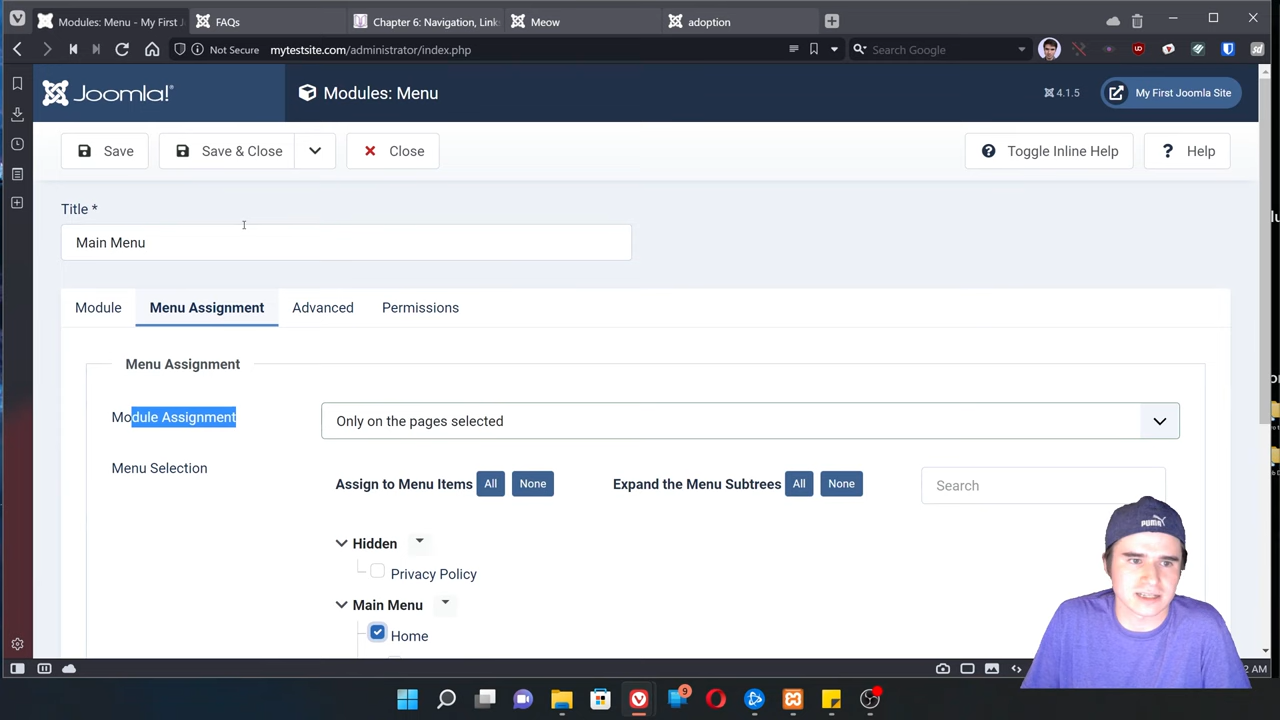 Modules: Menu - My First J
FAQs
Chapter 6: Navigation, Link
Meow
adoption
Not Secure
mytestsite.com/administrator/index.php
Search Google
Joomla!
Modules: Menu
4.1.5
My First Joomla Site
Save
Save & Close
Close
Toggle Inline Help
Help
Title *
Main Menu
Module
Menu Assignment
Advanced
Permissions
Menu Assignment
Module Assignment
Only on the pages selected
Menu Selection
Assign to Menu Items All None
Expand the Menu Subtrees All None
Search
Hidden
Privacy Policy
Main Menu
Home
PUMA
2 AM
9